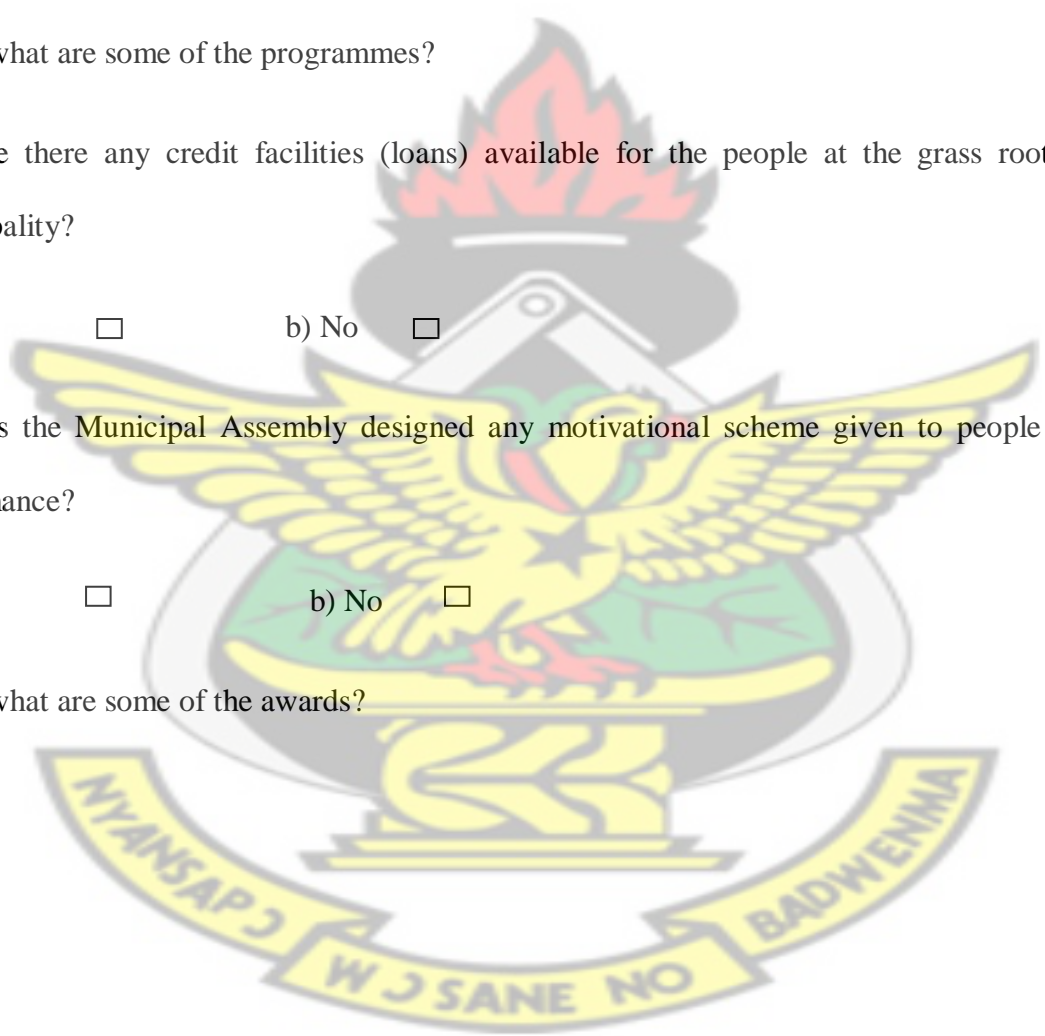 what are some of the programmes?
e there any credit facilities (loans) available for the people at the grass root
pality?
b) No
s the Municipal Assembly designed any motivational scheme given to people
nance?
b) No
what are some of the awards?
NYANSAPƆ
WƆ SANE NO
BADWENMA